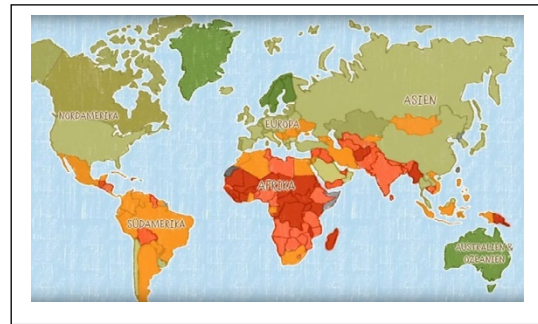 NORDAMERIKA
EUROPA
ASIEN
AFRIKA
SÜDAMERIKA
AUSTRALIEN &
OZEANIEN